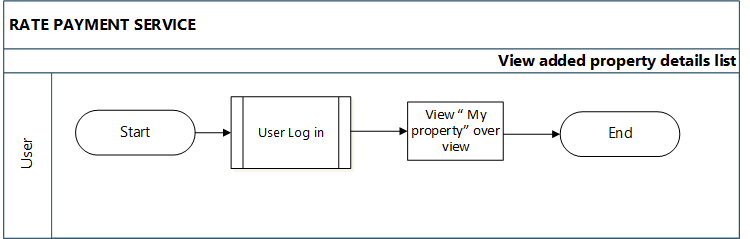 RATE PAYMENT SERVICE
View added property details list
User
Start
User Log in
View “ My
property” over
view
End